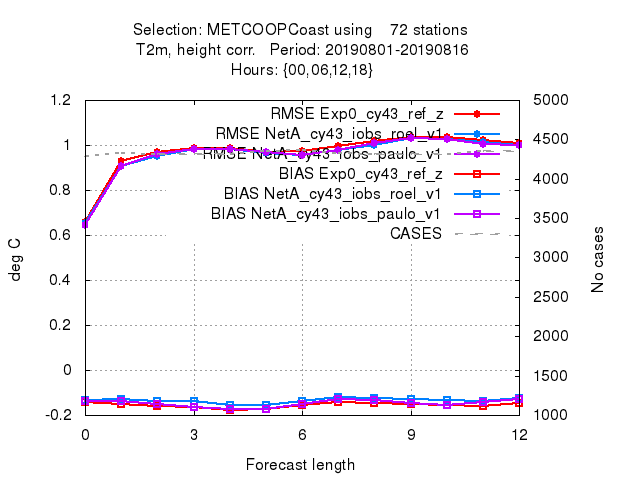 Selection: METCOOPCoast using    72 stations
T2m, height corr.   Period: 20190801-20190816
Hours: {00,06,12,18}
1.2
1
0.8
0.6
0.4
0.2
0
-0.2
deg C
RMSE Exp0_cy43_ref_z
RMSE NetA_cy43_iobs_roel_v1
RMSE NetA_cy43_iobs_paulo_v1
BIAS Exp0_cy43_ref_z
BIAS NetA_cy43_iobs_roel_v1
BIAS NetA_cy43_iobs_paulo_v1
CASES
5000
4500
4000
3500
3000
2500
2000
1500
1000
No cases
0 3 6 9 12
Forecast length